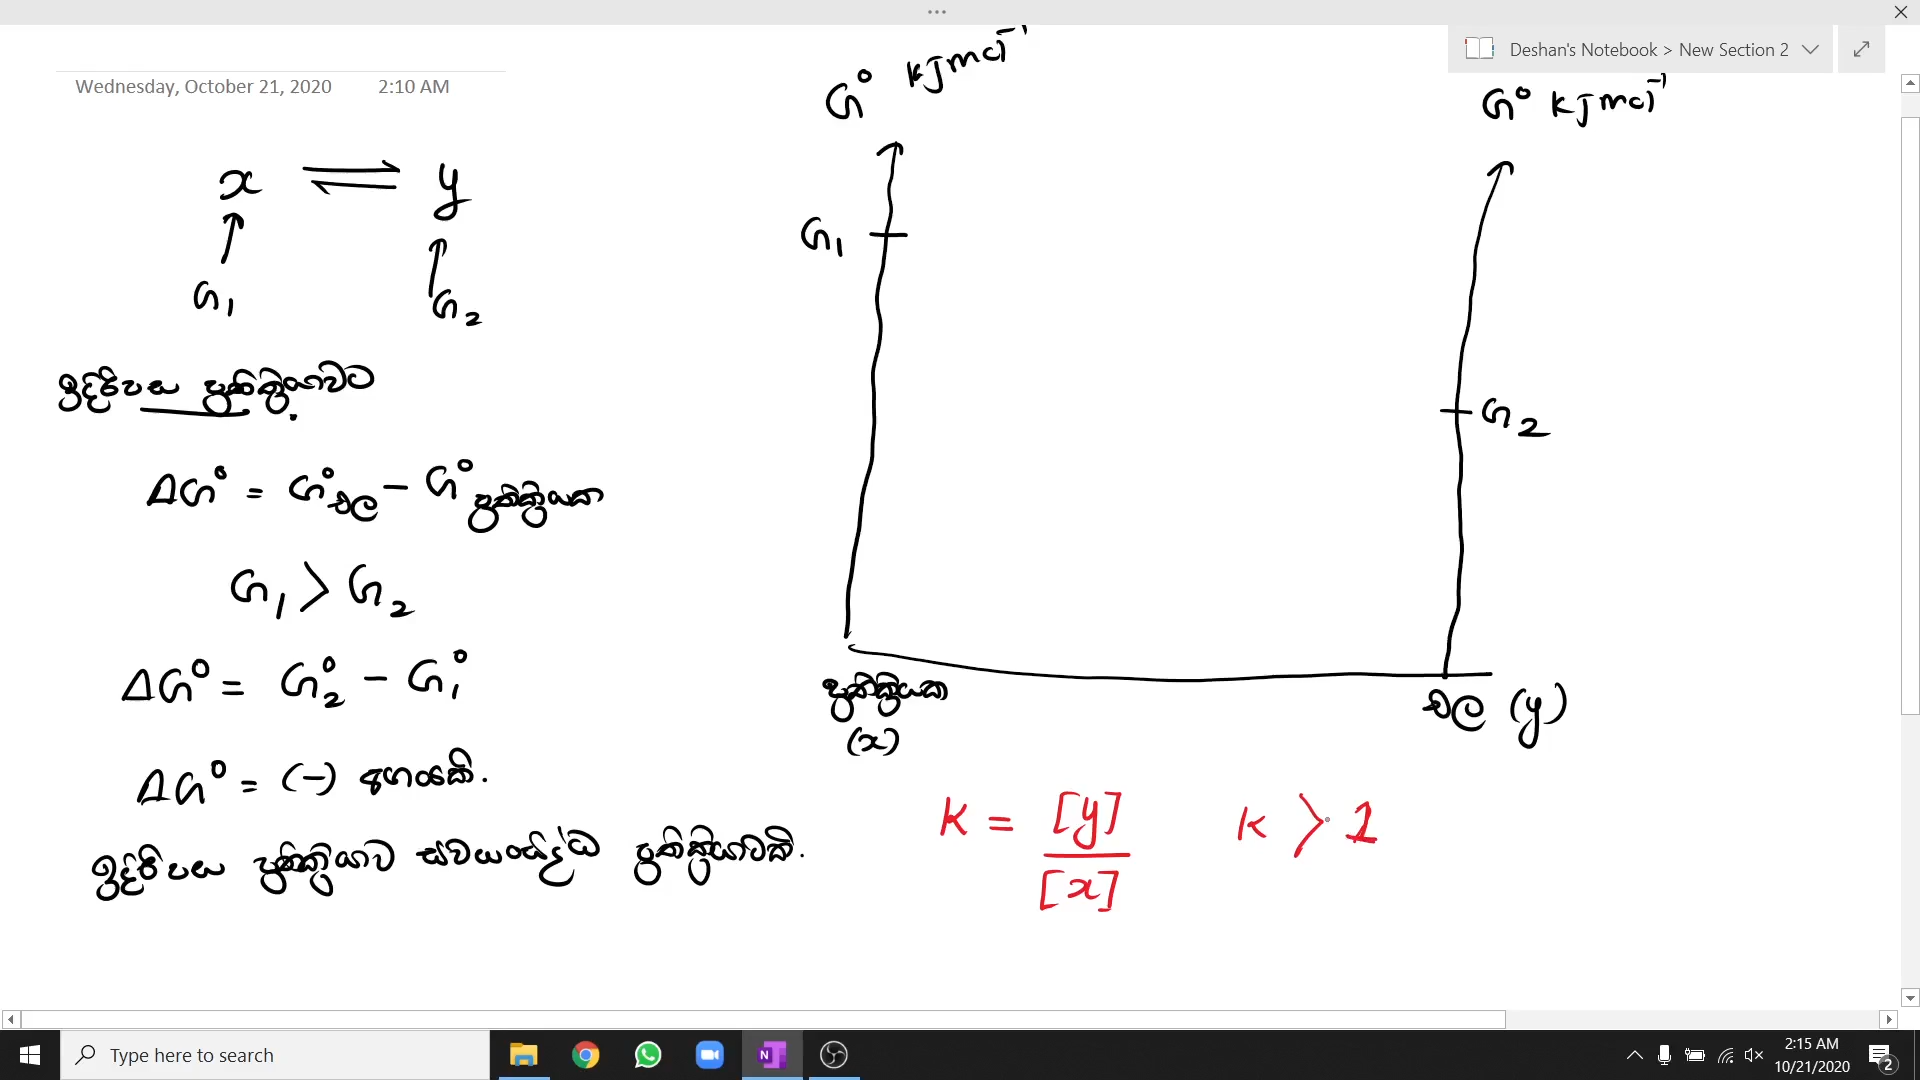 Deshan's Notebook > New Section 2
Wednesday, October 21, 2020 2:10 AM
x ⇌ y
G₁ G₂
ඉදිරිපස ප්‍රතික්‍රියාවට
ΔG° = G°ඵල − G°ප්‍රතික්‍රියක
G₁ > G₂
ΔG° = G₂° − G₁°
ΔG° = (−) අගයකි.
ඉදිරිපස ප්‍රතික්‍රියාව ස්වයංසිද්ධ ප්‍රතික්‍රියාවකි.
G° kJmol⁻¹
G₁
ප්‍රතික්‍රියක
(x)
G° kJmol⁻¹
G₂
ඵල (y)
K = [y]/[x] K > 1
Type here to search
2:15 AM
10/21/2020
2